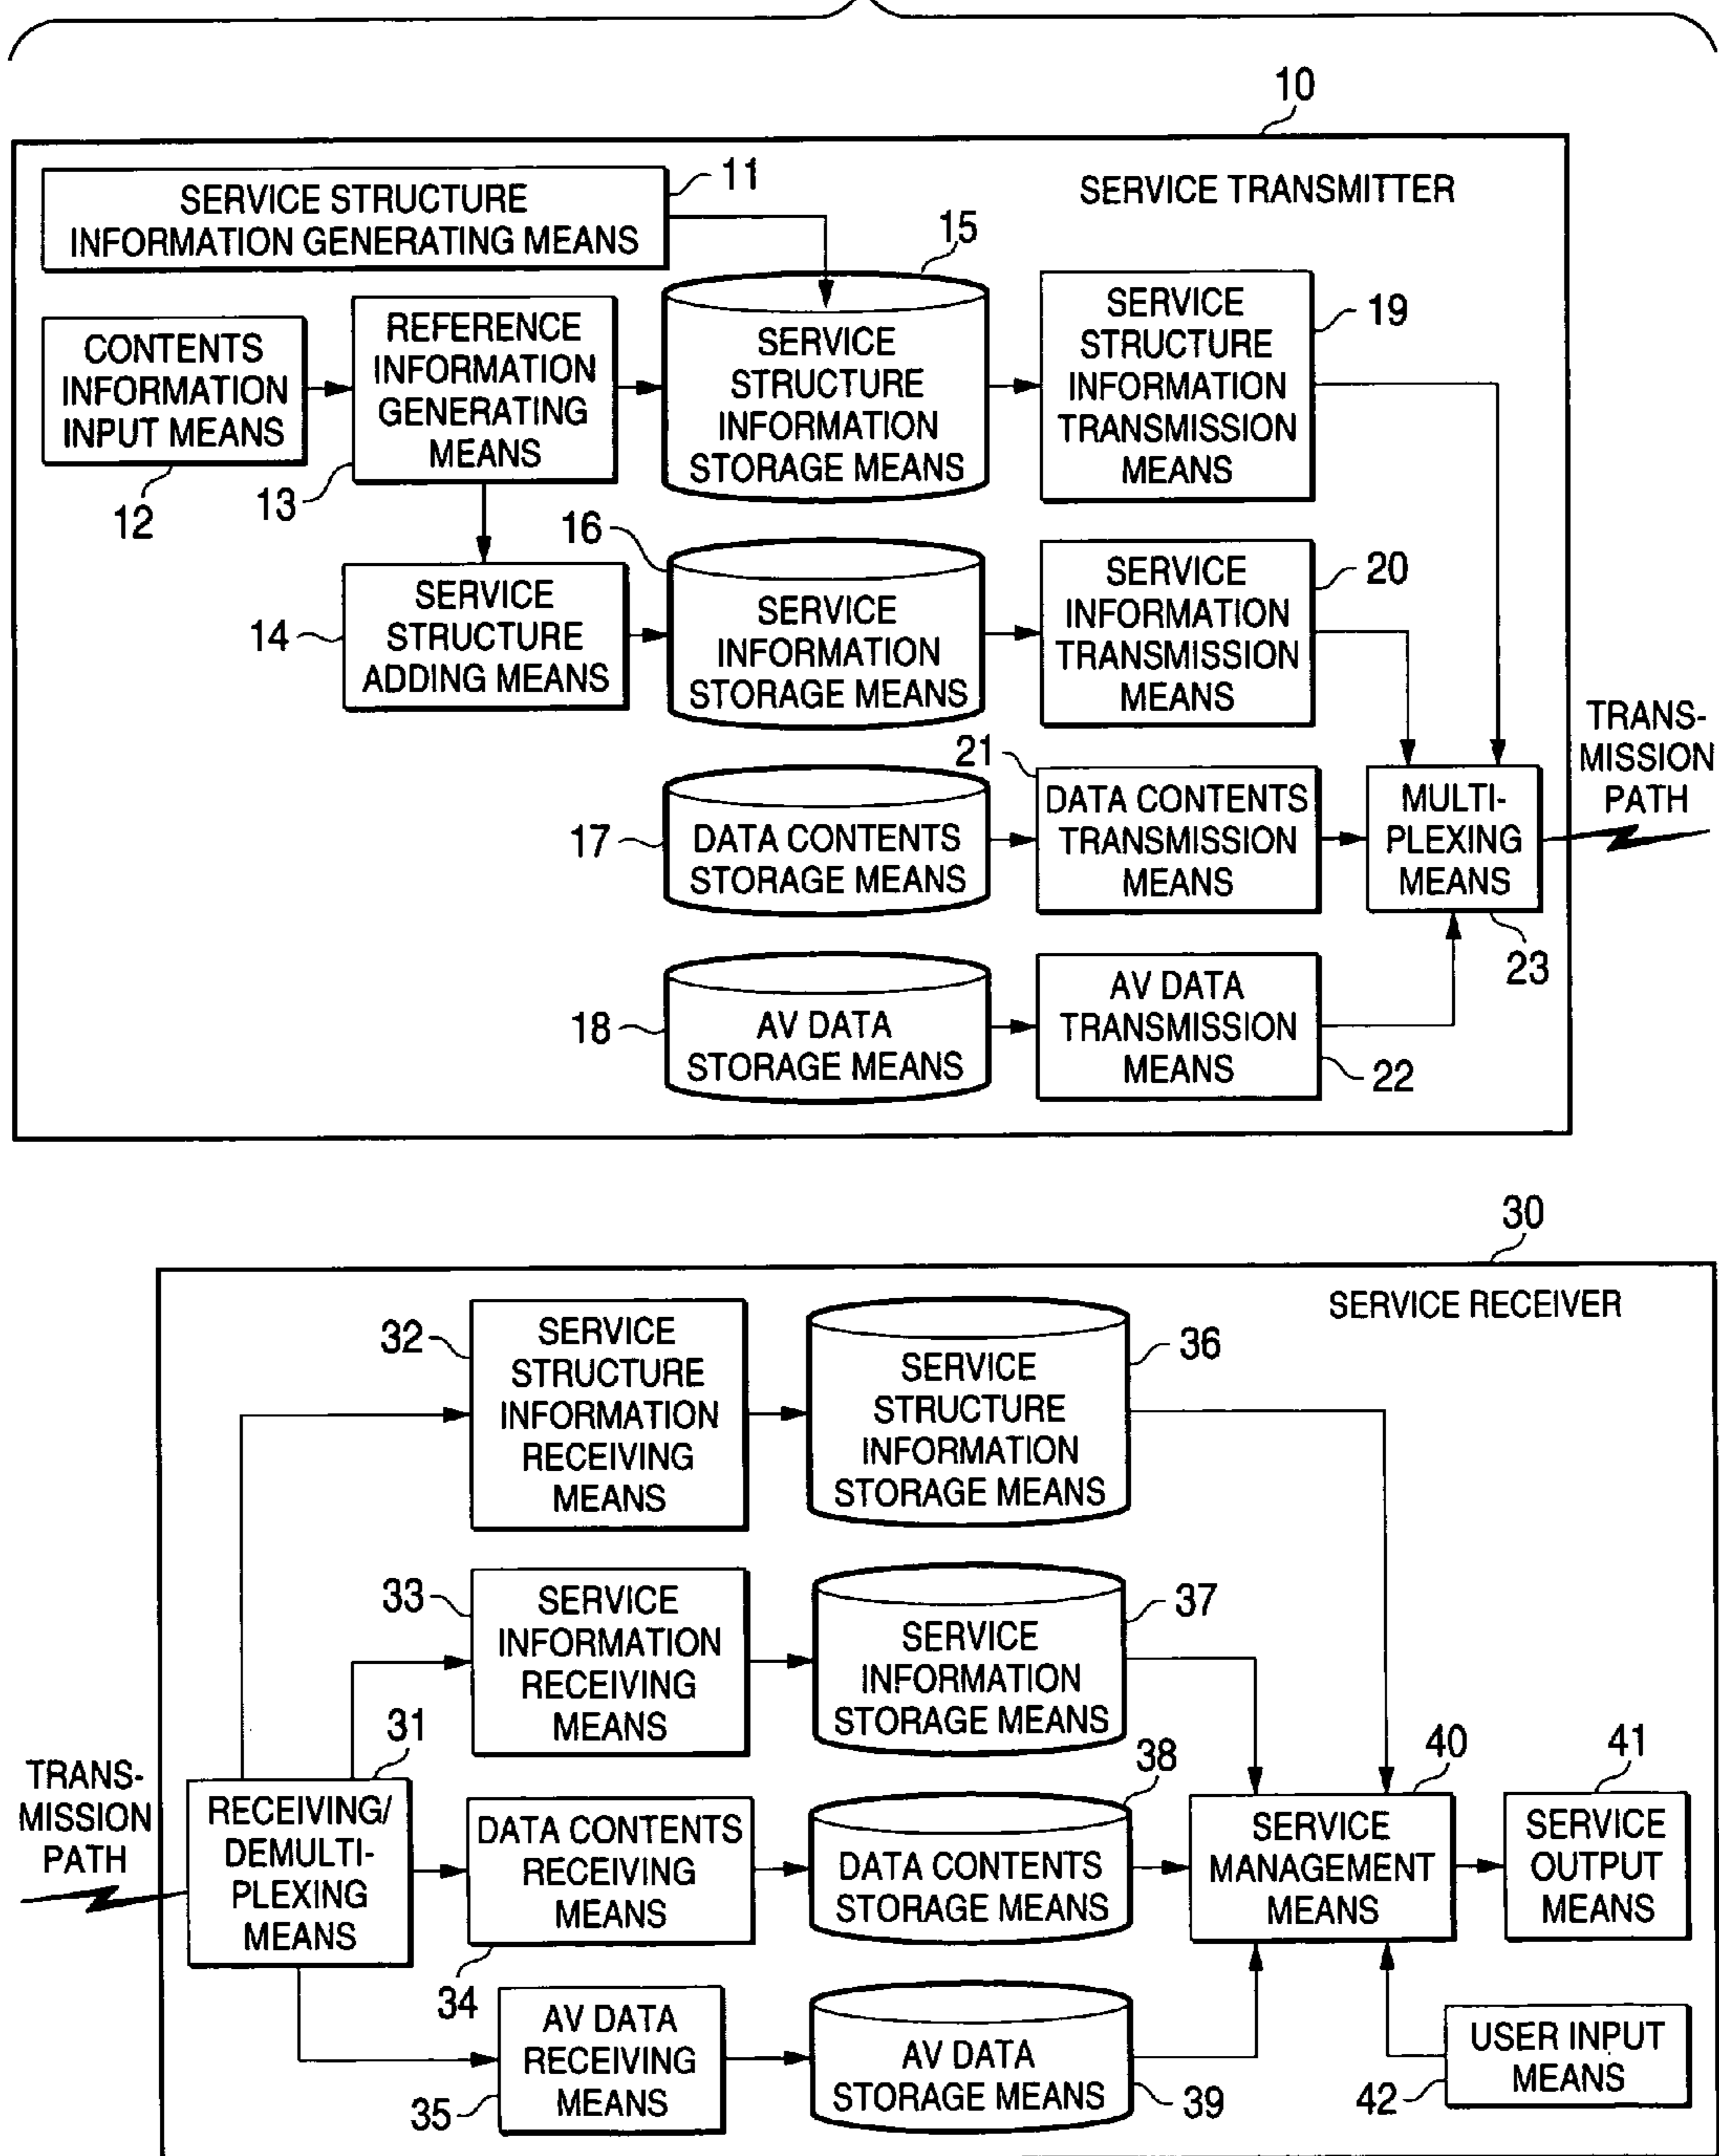 10
SERVICE TRANSMITTER
SERVICE STRUCTURE
INFORMATION GENERATING MEANS
11
CONTENTS
INFORMATION
INPUT MEANS
12
REFERENCE
INFORMATION
GENERATING
MEANS
13
15
SERVICE
STRUCTURE
INFORMATION
STORAGE MEANS
SERVICE
STRUCTURE
INFORMATION
TRANSMISSION
MEANS
19
14
SERVICE
STRUCTURE
ADDING MEANS
16
SERVICE
INFORMATION
STORAGE MEANS
SERVICE
INFORMATION
TRANSMISSION
MEANS
20
17
DATA CONTENTS
STORAGE MEANS
21
DATA CONTENTS
TRANSMISSION
MEANS
MULTI-
PLEXING
MEANS
23
TRANS-
MISSION
PATH
18
AV DATA
STORAGE MEANS
AV DATA
TRANSMISSION
MEANS
22
30
SERVICE RECEIVER
32
SERVICE
STRUCTURE
INFORMATION
RECEIVING
MEANS
SERVICE
STRUCTURE
INFORMATION
STORAGE MEANS
36
33
SERVICE
INFORMATION
RECEIVING
MEANS
SERVICE
INFORMATION
STORAGE MEANS
37
TRANS-
MISSION
PATH
31
RECEIVING/
DEMULTI-
PLEXING
MEANS
DATA CONTENTS
RECEIVING
MEANS
34
38
DATA CONTENTS
STORAGE MEANS
40
SERVICE
MANAGEMENT
MEANS
41
SERVICE
OUTPUT
MEANS
AV DATA
RECEIVING
MEANS
35
AV DATA
STORAGE MEANS
39
USER INPUT
MEANS
42